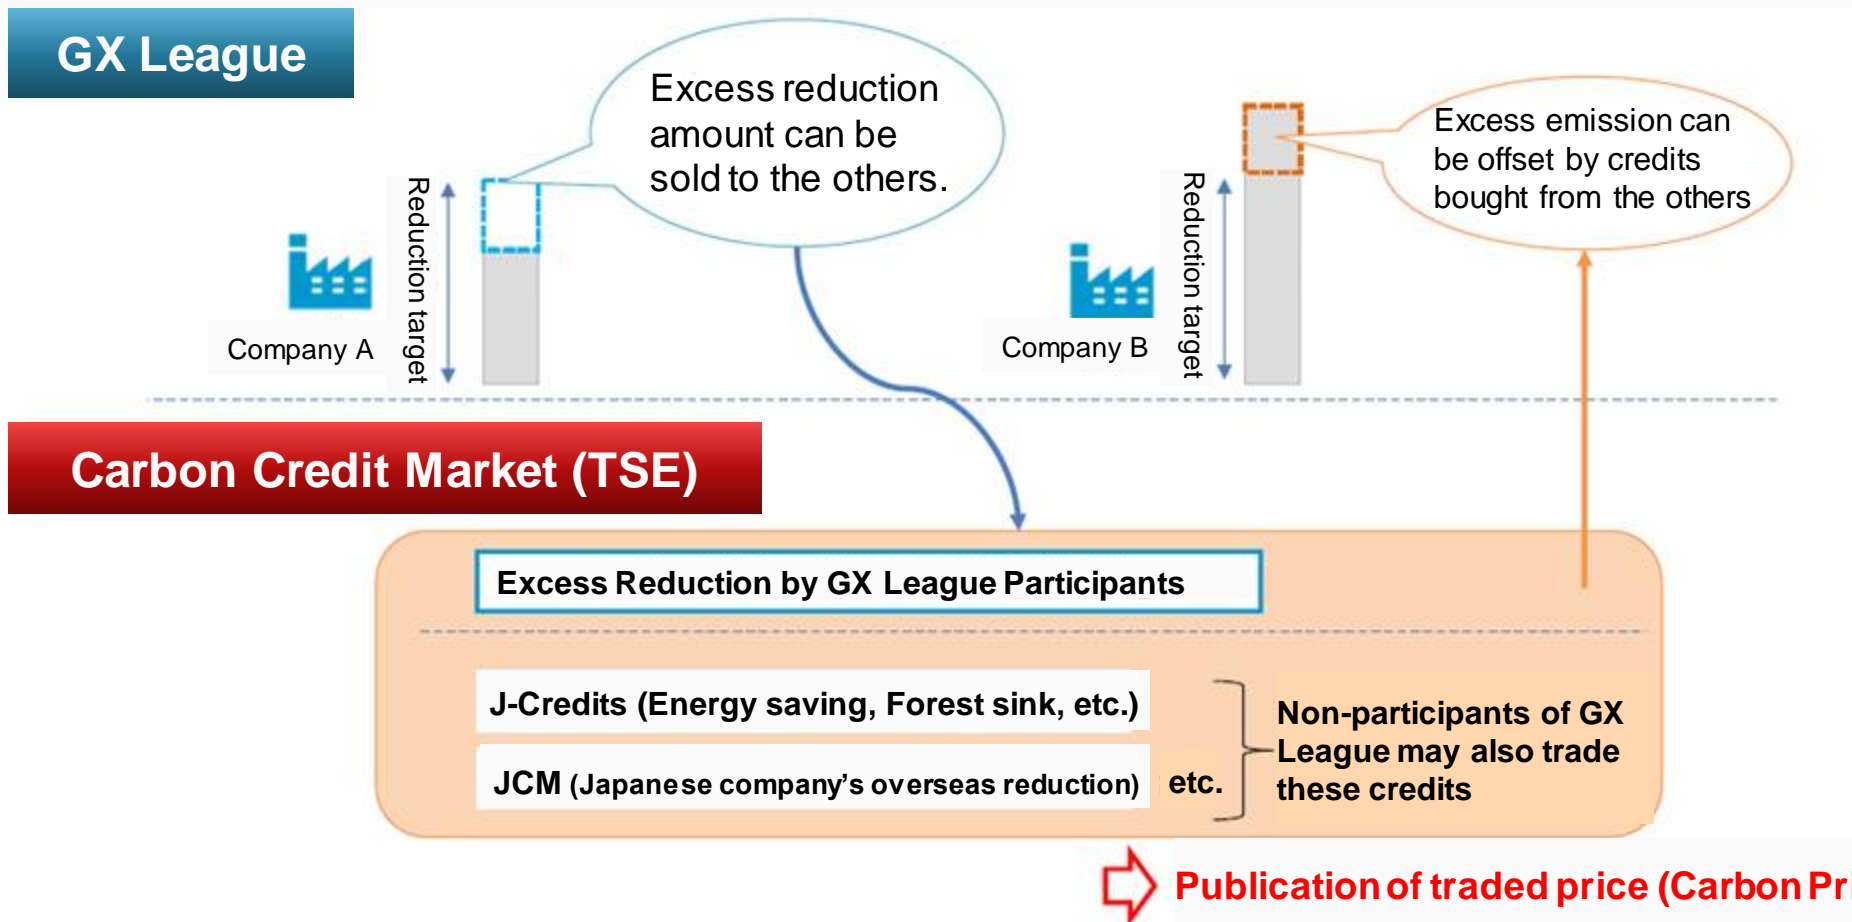 GX League
Excess reduction
amount can be
sold to the others.
Excess emission can
be offset by credits
bought from the others
Reduction target
Company A
Reduction target
Company B
Carbon Credit Market (TSE)
Excess Reduction by GX League Participants
J-Credits (Energy saving, Forest sink, etc.)
JCM (Japanese company's overseas reduction) etc.
Non-participants of GX
League may also trade
these credits
Publication of traded price (Carbon Pri